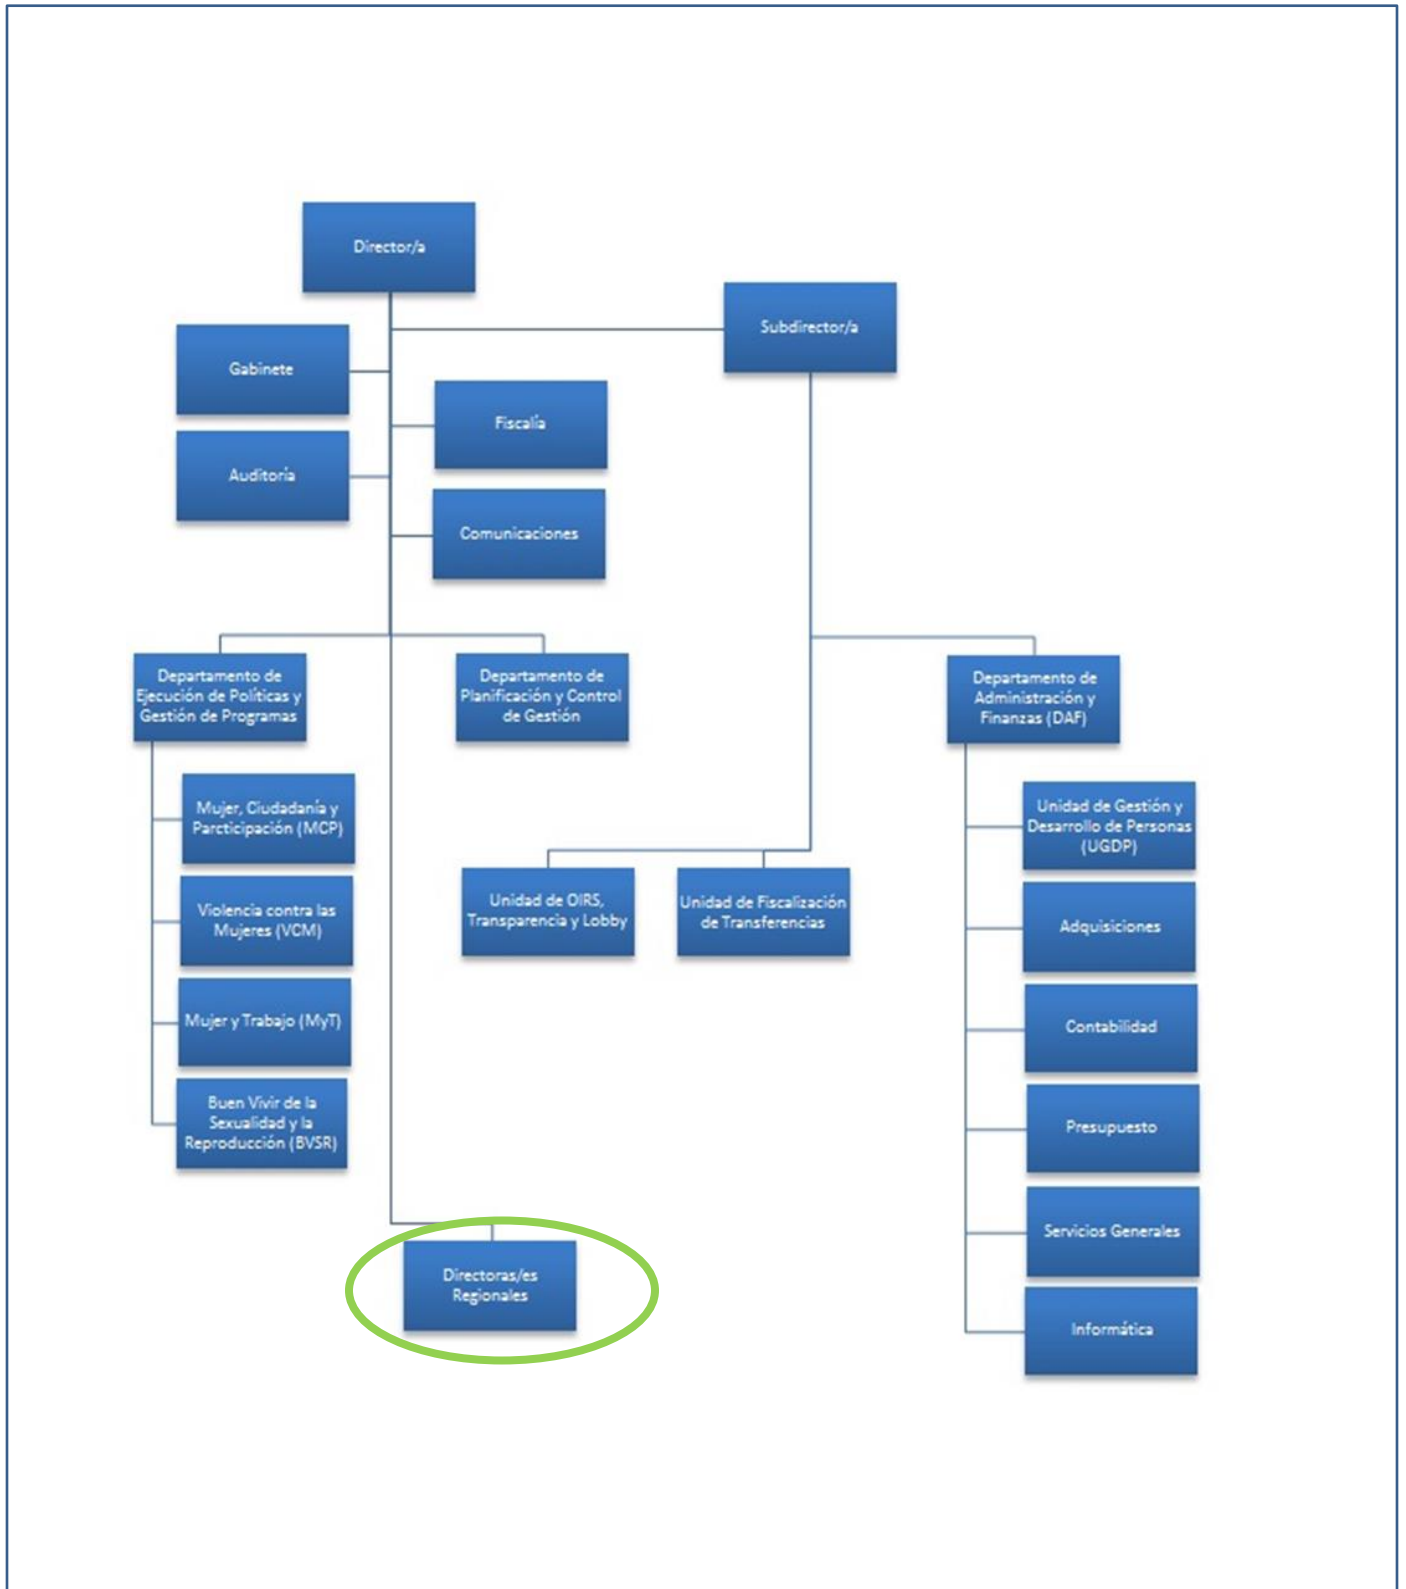 Director/a
Subdirector/a
Gabinete
Fiscalía
Auditoría
Comunicaciones
Departamento de
Ejecución de Políticas y
Gestión de Programas
Departamento de
Planificación y Control
de Gestión
Departamento de
Administración y
Finanzas (DAF)
Mujer, Ciudadanía y
Parcticipación (MCP)
Violencia contra las
Mujeres (VCM)
Mujer y Trabajo (MyT)
Buen Vivir de la
Sexualidad y la
Reproducción (BVSR)
Unidad de OIRS,
Transparencia y Lobby
Unidad de Fiscalización
de Transferencias
Unidad de Gestión y
Desarrollo de Personas
(UGDP)
Adquisiciones
Contabilidad
Presupuesto
Servicios Generales
Informática
Directoras/es
Regionales